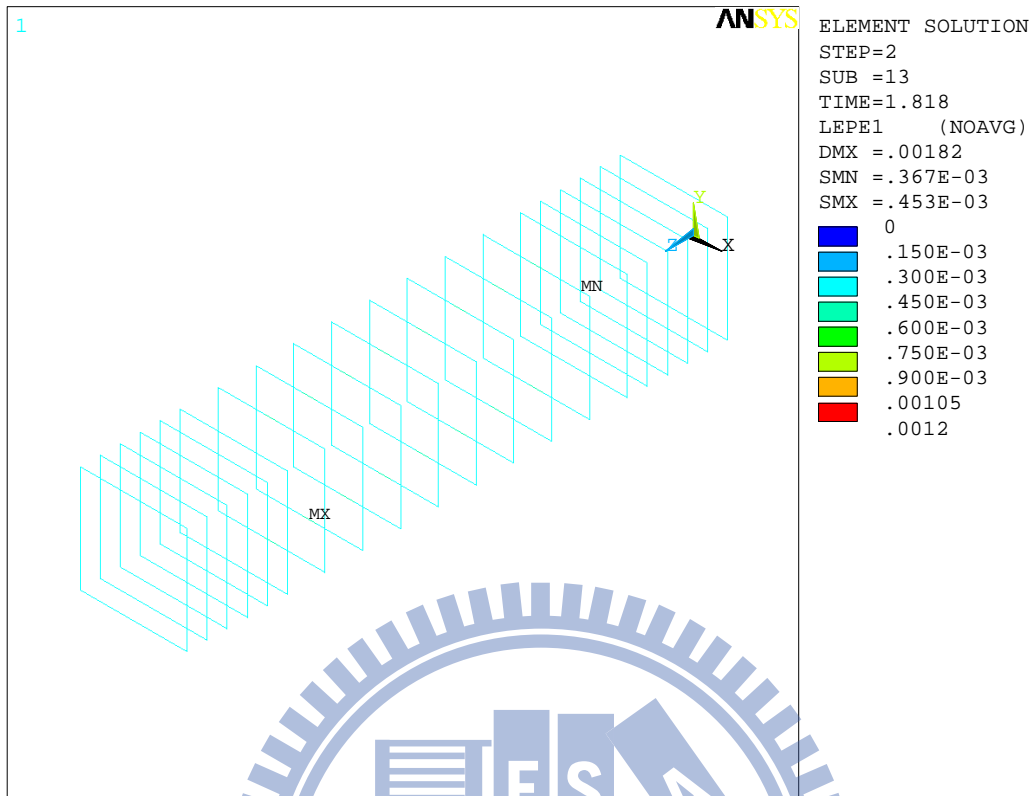 1
ANSYS
ELEMENT SOLUTION
STEP=2
SUB =13
TIME=1.818
LEPE1 (NOAVG)
DMX =.00182
SMN =.367E-03
SMX =.453E-03
0
.150E-03
.300E-03
.450E-03
.600E-03
.750E-03
.900E-03
.00105
.0012
Y
Z
X
MN
MX
E S A